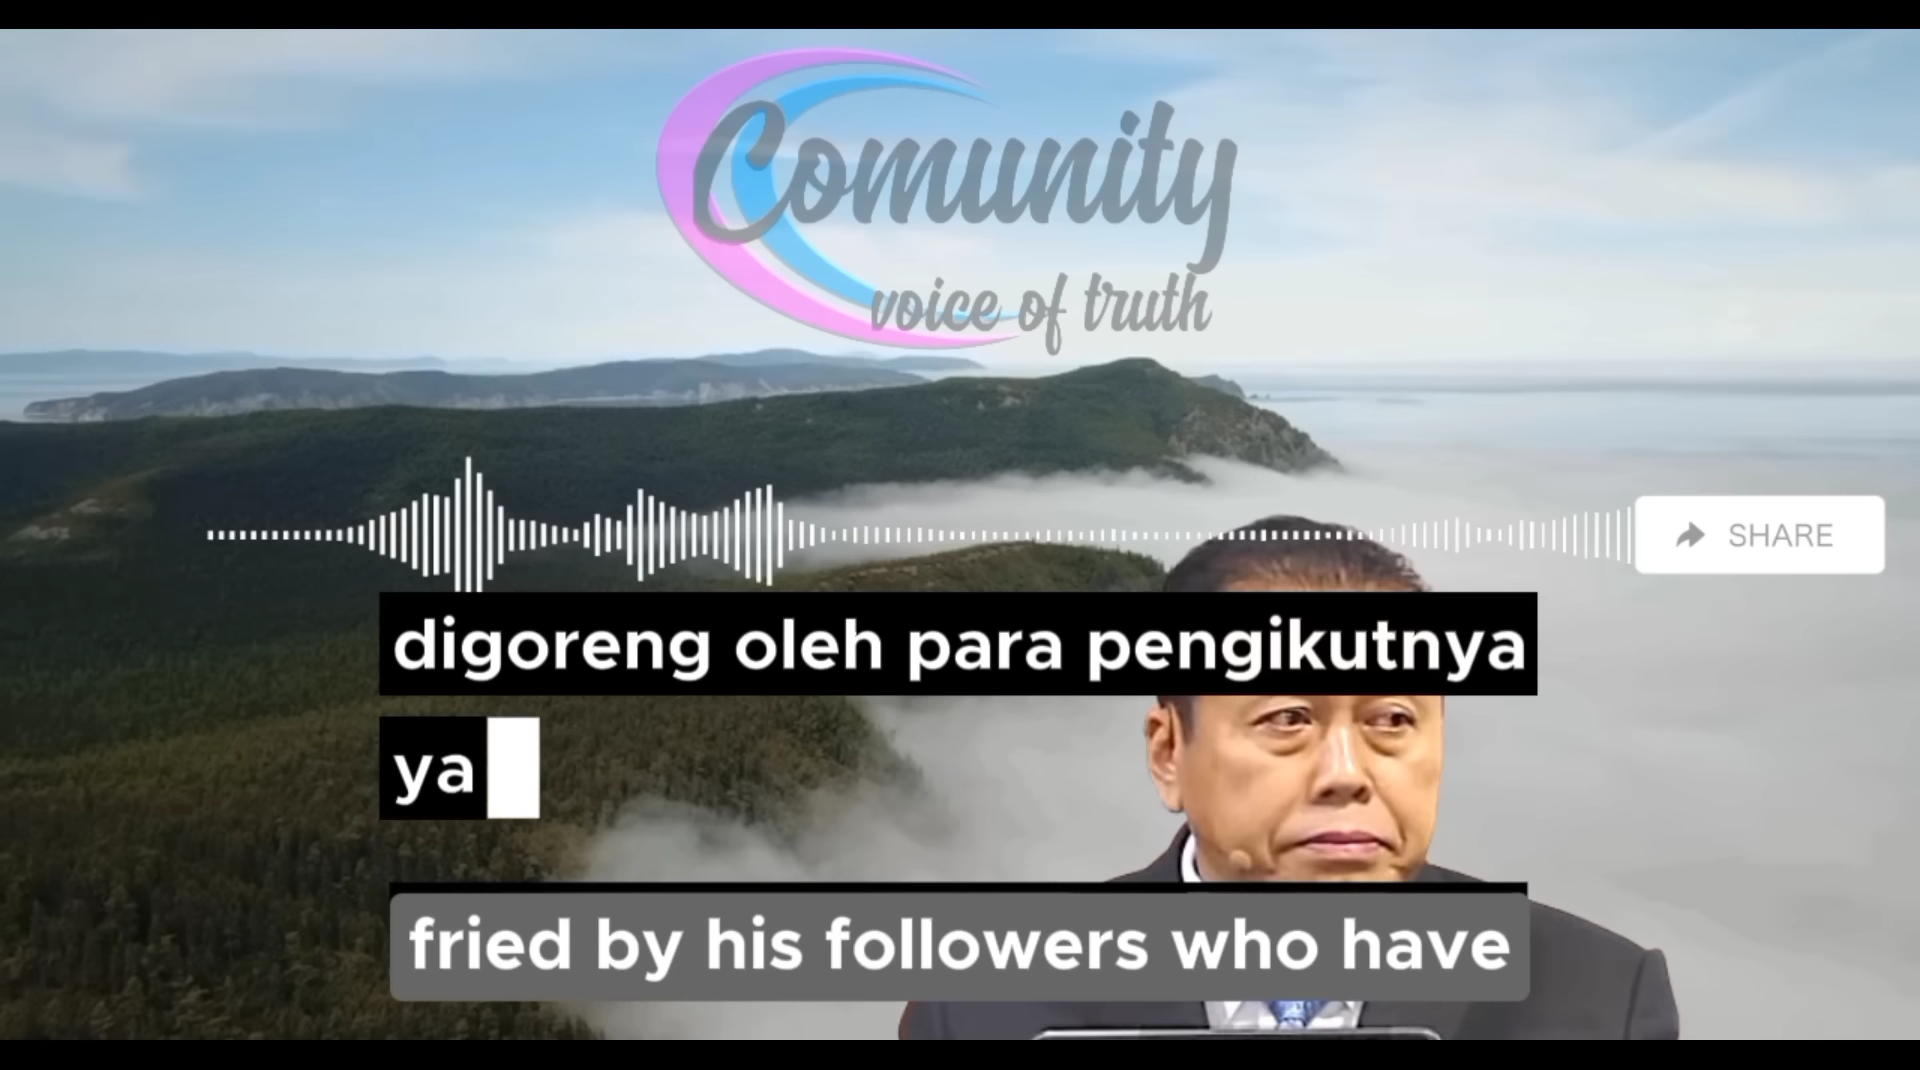 Comunity
voice of truth
SHARE
digoreng oleh para pengikutnya
ya
fried by his followers who have